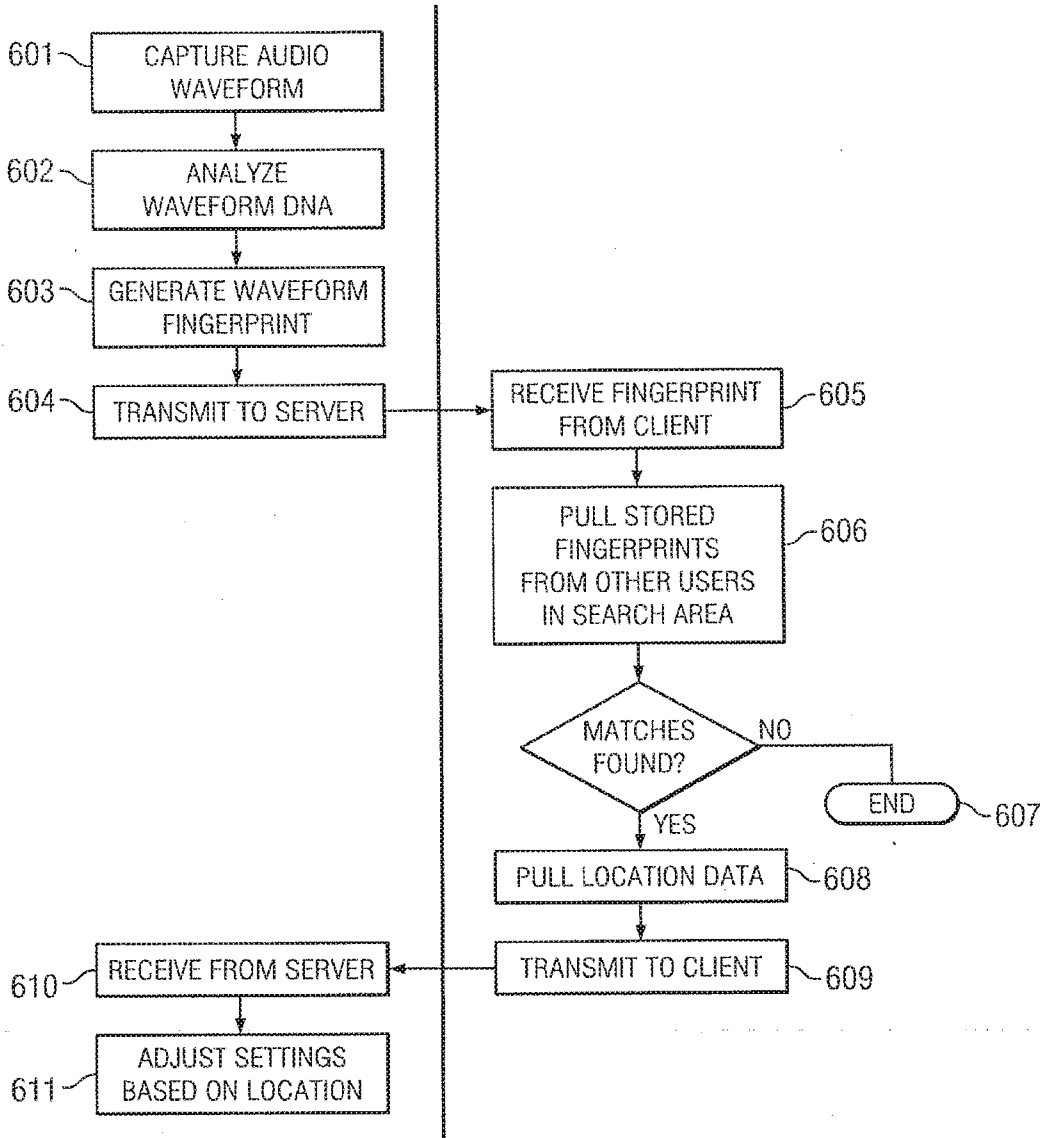 601
CAPTURE AUDIO
WAVEFORM
602
ANALYZE
WAVEFORM DNA
603
GENERATE WAVEFORM
FINGERPRINT
604
TRANSMIT TO SERVER
RECEIVE FINGERPRINT
FROM CLIENT
605
PULL STORED
FINGERPRINTS
FROM OTHER USERS
IN SEARCH AREA
606
MATCHES
FOUND?
NO
END
607
YES
PULL LOCATION DATA
608
TRANSMIT TO CLIENT
609
610
RECEIVE FROM SERVER
611
ADJUST SETTINGS
BASED ON LOCATION